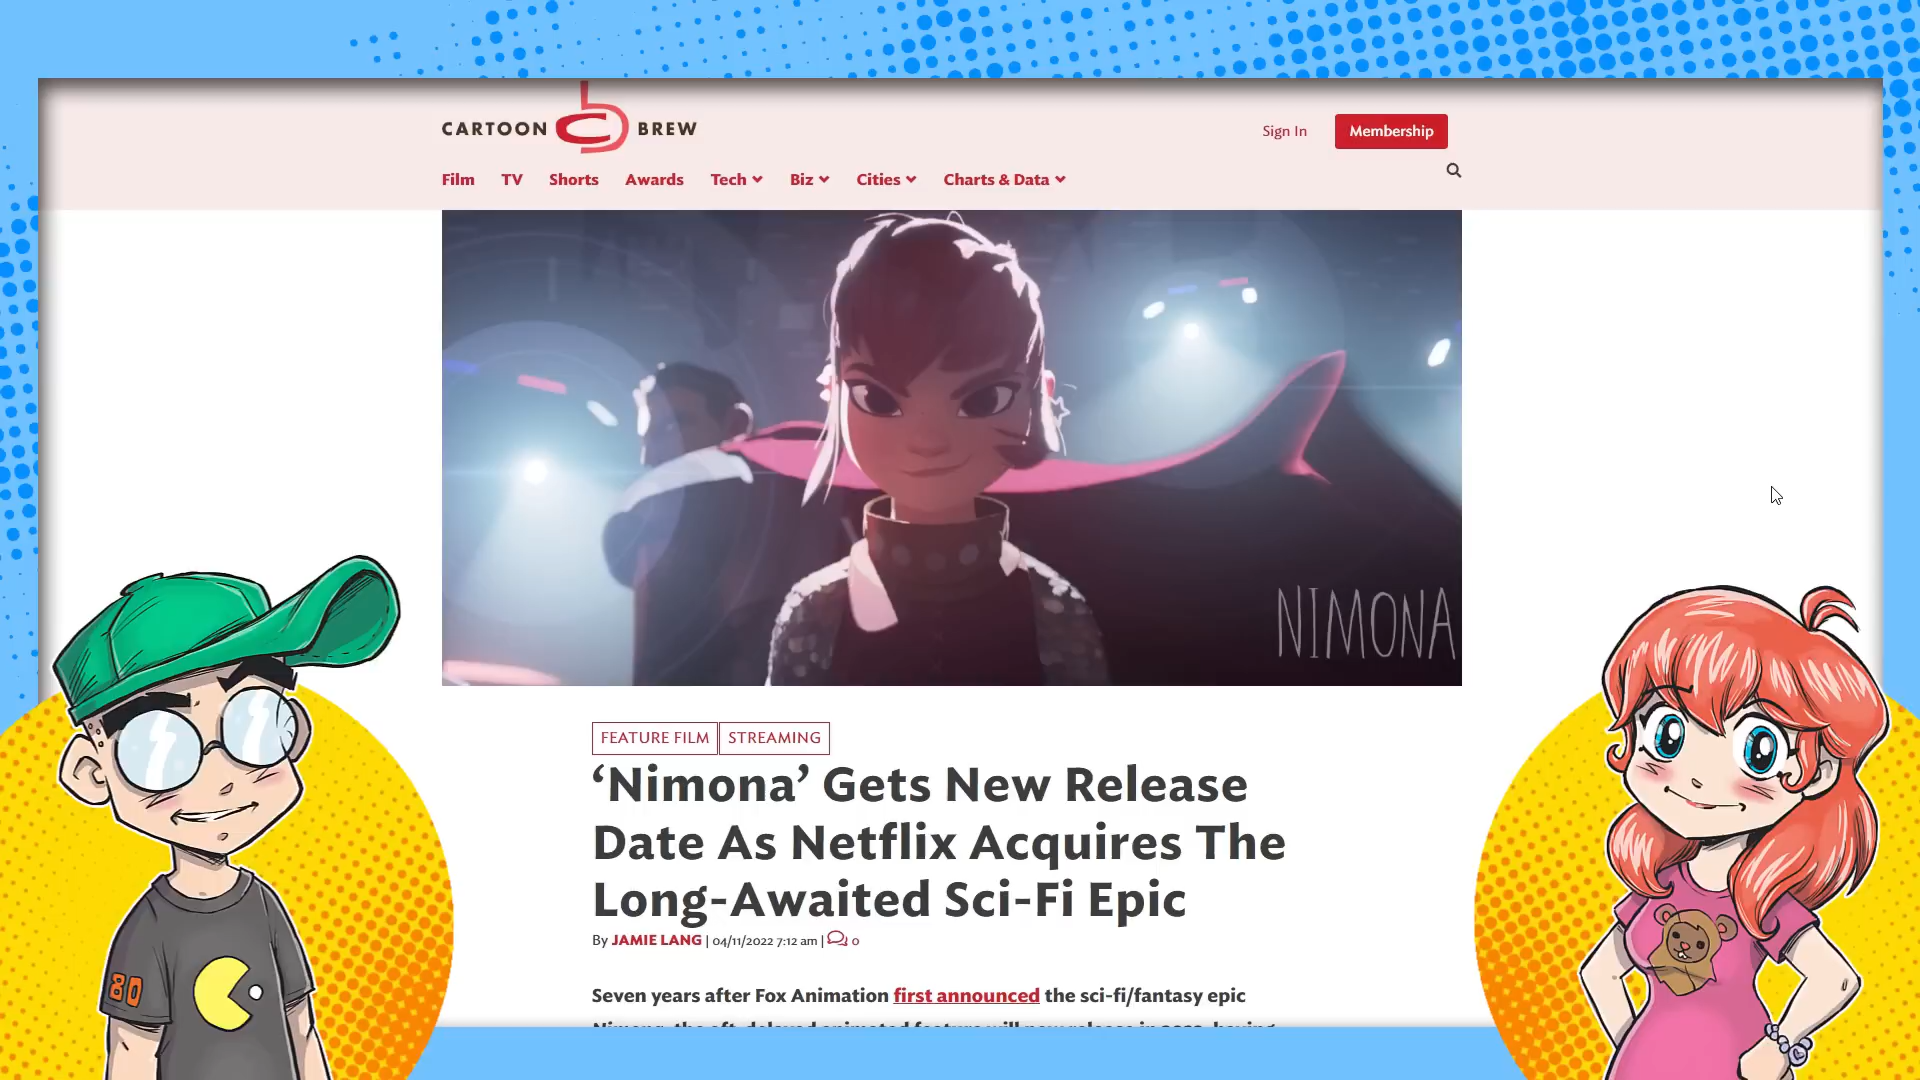 CARTOON BREW
Sign In
Membership
Film TV Shorts Awards Tech Biz Cities Charts & Data
NIMONA
FEATURE FILM STREAMING
‘Nimona’ Gets New Release
Date As Netflix Acquires The
Long-Awaited Sci-Fi Epic
By JAMIE LANG | 04/11/2022 7:12 am | 0
Seven years after Fox Animation first announced the sci-fi/fantasy epic
80